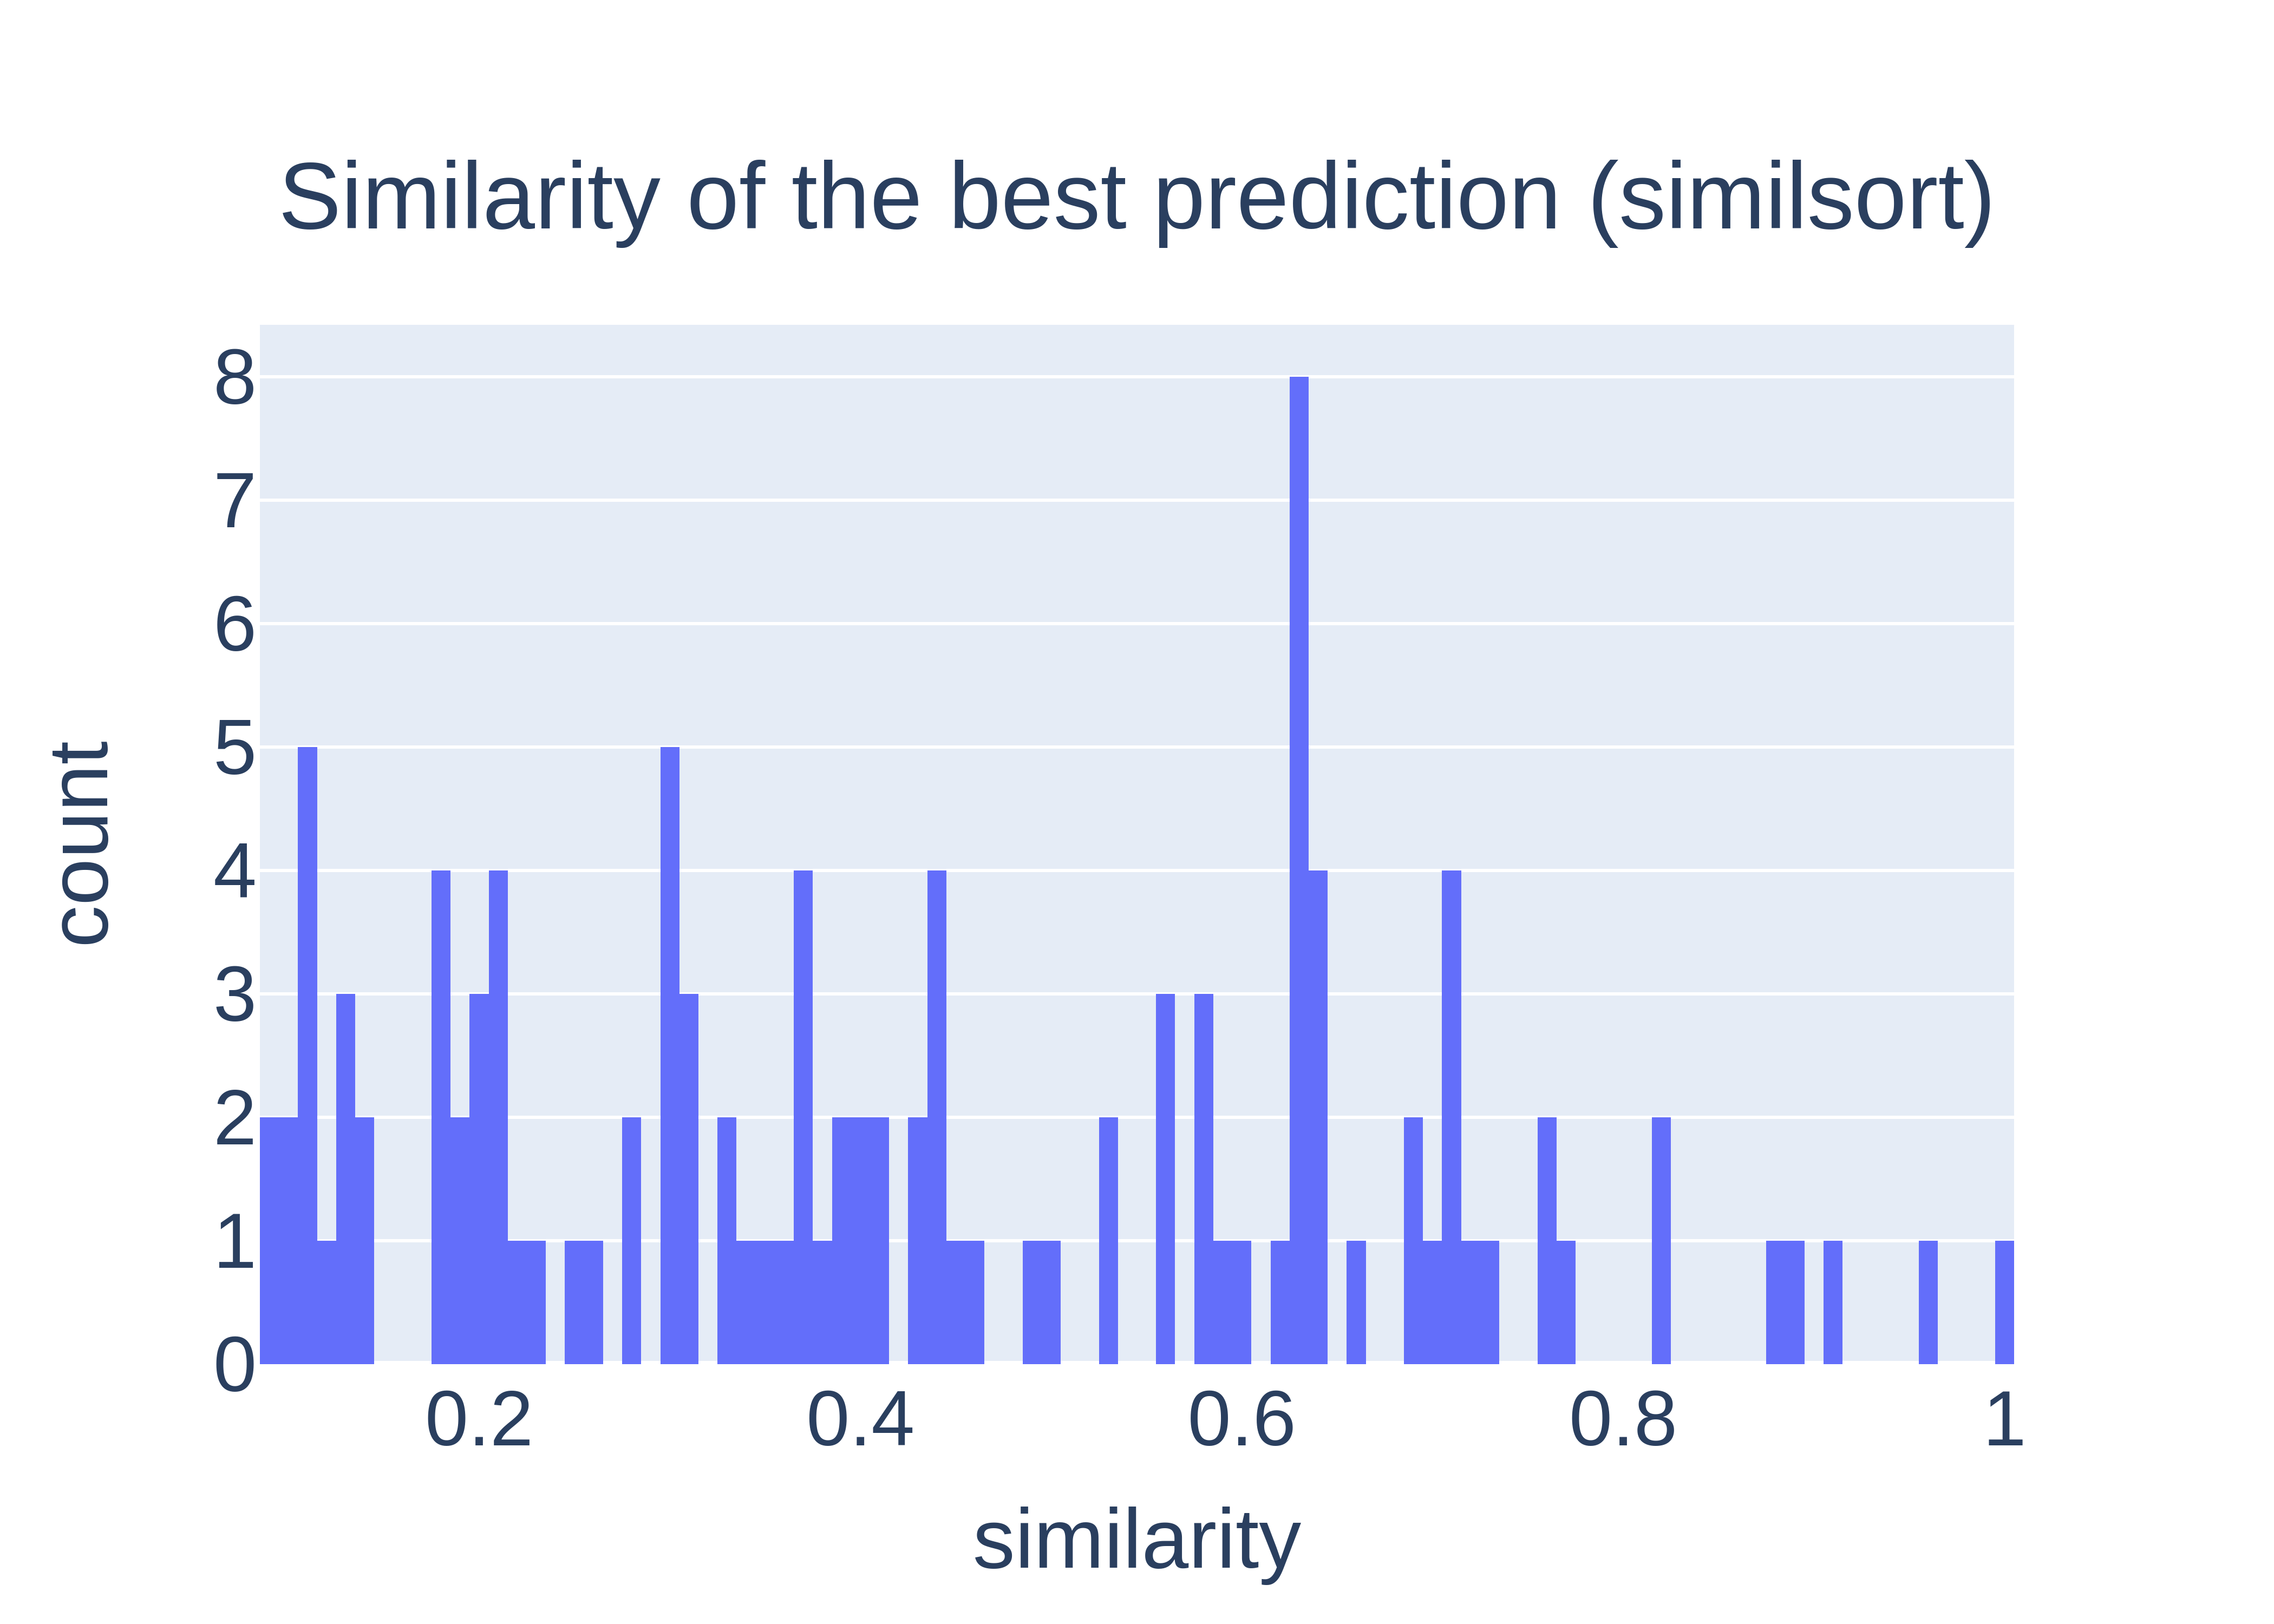 Similarity of the best prediction (similsort)
8
7
6
5
4
3
2
1
0
count
0.2 0.4 0.6 0.8 1
similarity